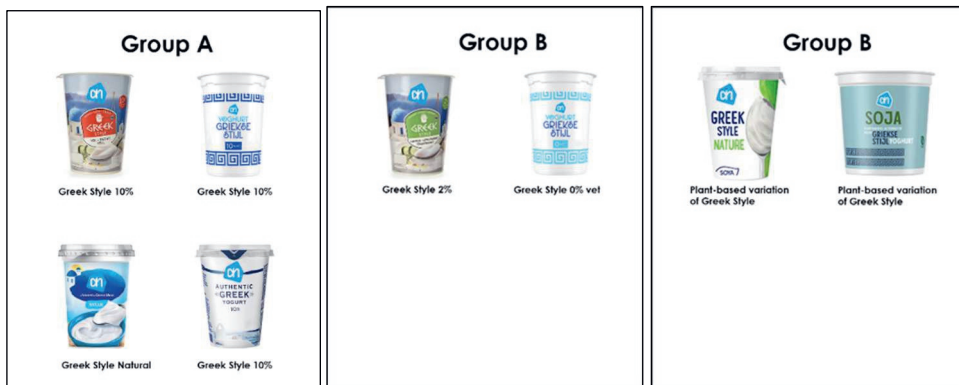 Group A
GREEK
Greek Style 10%
YOGHURT
GRIEKSE
STIJL
Greek Style 10%
Greek Style Natural
AUTHENTIC
GREEK
YOGURT
Greek Style 10%
Group B
GREEK
Greek Style 2%
YOGHURT
GRIEKSE
STIJL
Greek Style 0% vet
Group B
GREEK
STYLE
NATURE
SOYA
Plant-based variation
of Greek Style
SOJA
GRIEKSE
STIJL YOGHURT
Plant-based variation
of Greek Style